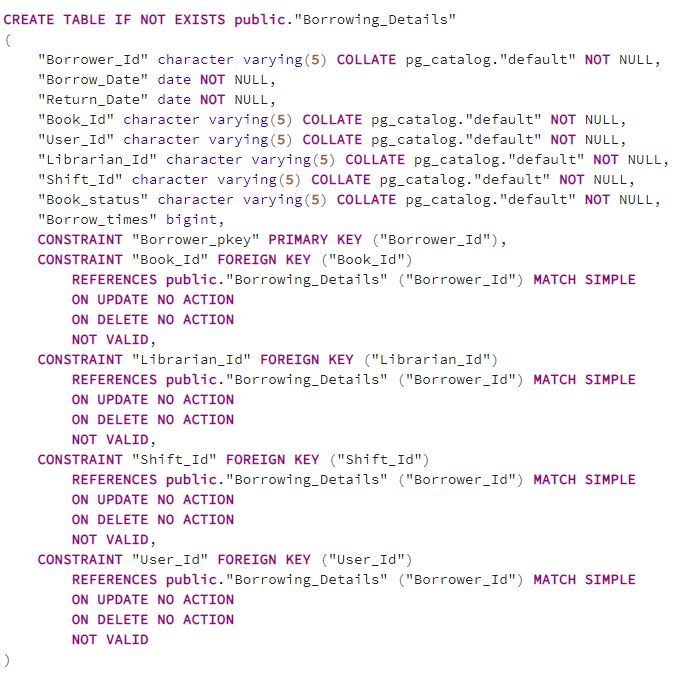 CREATE TABLE IF NOT EXISTS public."Borrowing_Details"
(
    "Borrower_Id" character varying(5) COLLATE pg_catalog."default" NOT NULL,
    "Borrow_Date" date NOT NULL,
    "Return_Date" date NOT NULL,
    "Book_Id" character varying(5) COLLATE pg_catalog."default" NOT NULL,
    "User_Id" character varying(5) COLLATE pg_catalog."default" NOT NULL,
    "Librarian_Id" character varying(5) COLLATE pg_catalog."default" NOT NULL,
    "Shift_Id" character varying(5) COLLATE pg_catalog."default" NOT NULL,
    "Book_status" character varying(5) COLLATE pg_catalog."default" NOT NULL,
    "Borrow_times" bigint,
    CONSTRAINT "Borrower_pkey" PRIMARY KEY ("Borrower_Id"),
    CONSTRAINT "Book_Id" FOREIGN KEY ("Book_Id")
        REFERENCES public."Borrowing_Details" ("Borrower_Id") MATCH SIMPLE
        ON UPDATE NO ACTION
        ON DELETE NO ACTION
        NOT VALID,
    CONSTRAINT "Librarian_Id" FOREIGN KEY ("Librarian_Id")
        REFERENCES public."Borrowing_Details" ("Borrower_Id") MATCH SIMPLE
        ON UPDATE NO ACTION
        ON DELETE NO ACTION
        NOT VALID,
    CONSTRAINT "Shift_Id" FOREIGN KEY ("Shift_Id")
        REFERENCES public."Borrowing_Details" ("Borrower_Id") MATCH SIMPLE
        ON UPDATE NO ACTION
        ON DELETE NO ACTION
        NOT VALID,
    CONSTRAINT "User_Id" FOREIGN KEY ("User_Id")
        REFERENCES public."Borrowing_Details" ("Borrower_Id") MATCH SIMPLE
        ON UPDATE NO ACTION
        ON DELETE NO ACTION
        NOT VALID
)